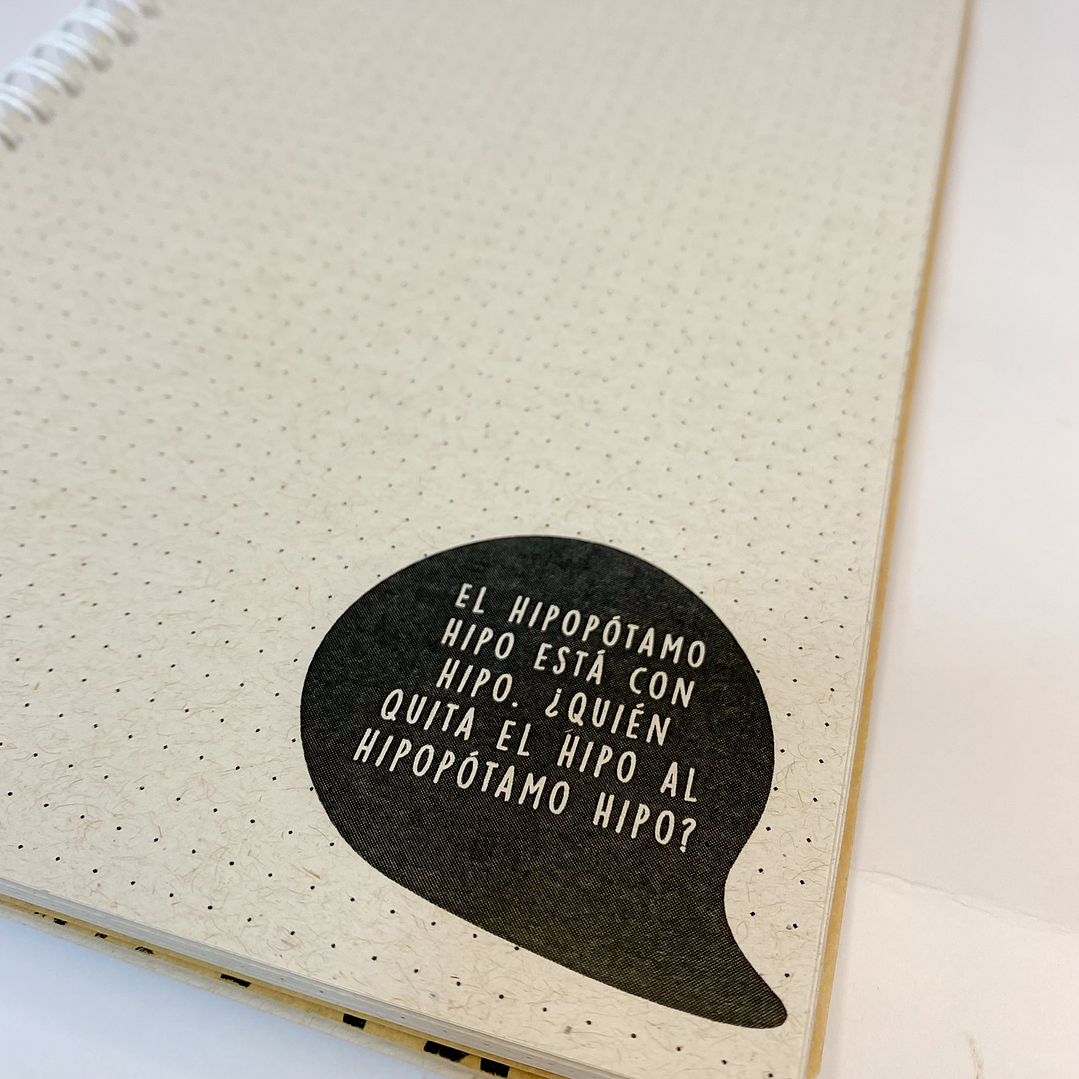 EL HIPOPÓTAMO
HIPO ESTÁ CON
HIPO. ¿QUIÉN
QUITA EL HIPO AL
HIPOPÓTAMO HIPO?